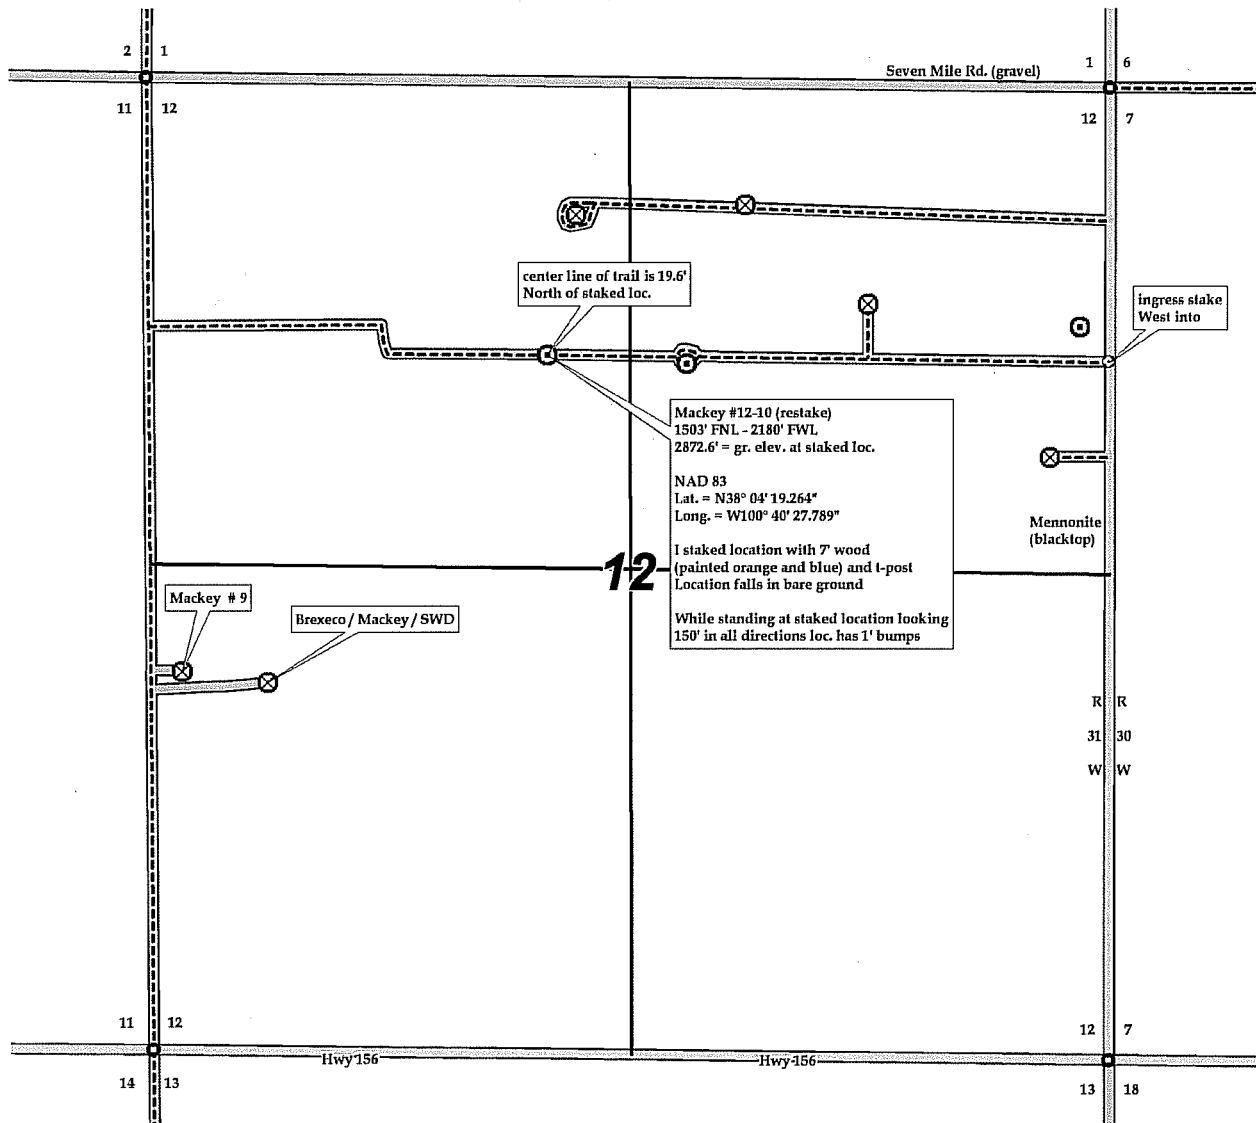 2 1
1 6
Seven Mile Rd. (gravel)
11 12
12 7
center line of trail is 19.6'
North of staked loc.
ingress stake
West into
Mackey #12-10 (restake)
1503' FNL - 2180' FWL
2872.6' = gr. elev. at staked loc.
NAD 83
Lat. = N38° 04' 19.264"
Long. = W100° 40' 27.789"
I staked location with 7' wood
(painted orange and blue) and t-post
Location falls in bare ground
While standing at staked location looking
150' in all directions loc. has 1' bumps
Mennonite
(blacktop)
12
Mackey # 9
Brexeco / Mackey / SWD
R R
31 30
W W
11 12
12 7
Hwy 156
Hwy 156
14 13
13 18